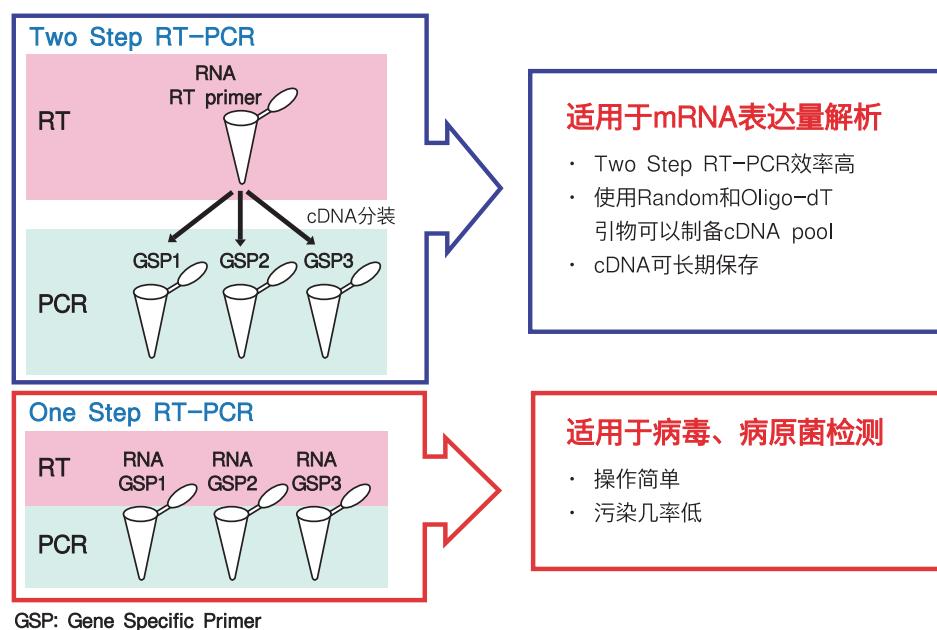 Two Step RT-PCR
RNA
RT primer
RT
cDNA分装
GSP1 GSP2 GSP3
PCR
适用于mRNA表达量解析
· Two Step RT-PCR效率高
· 使用Random和Oligo-dT
引物可以制备cDNA pool
· cDNA可长期保存
One Step RT-PCR
RT
RNA RNA RNA
GSP1 GSP2 GSP3
PCR
适用于病毒、病原菌检测
· 操作简单
· 污染几率低
GSP: Gene Specific Primer